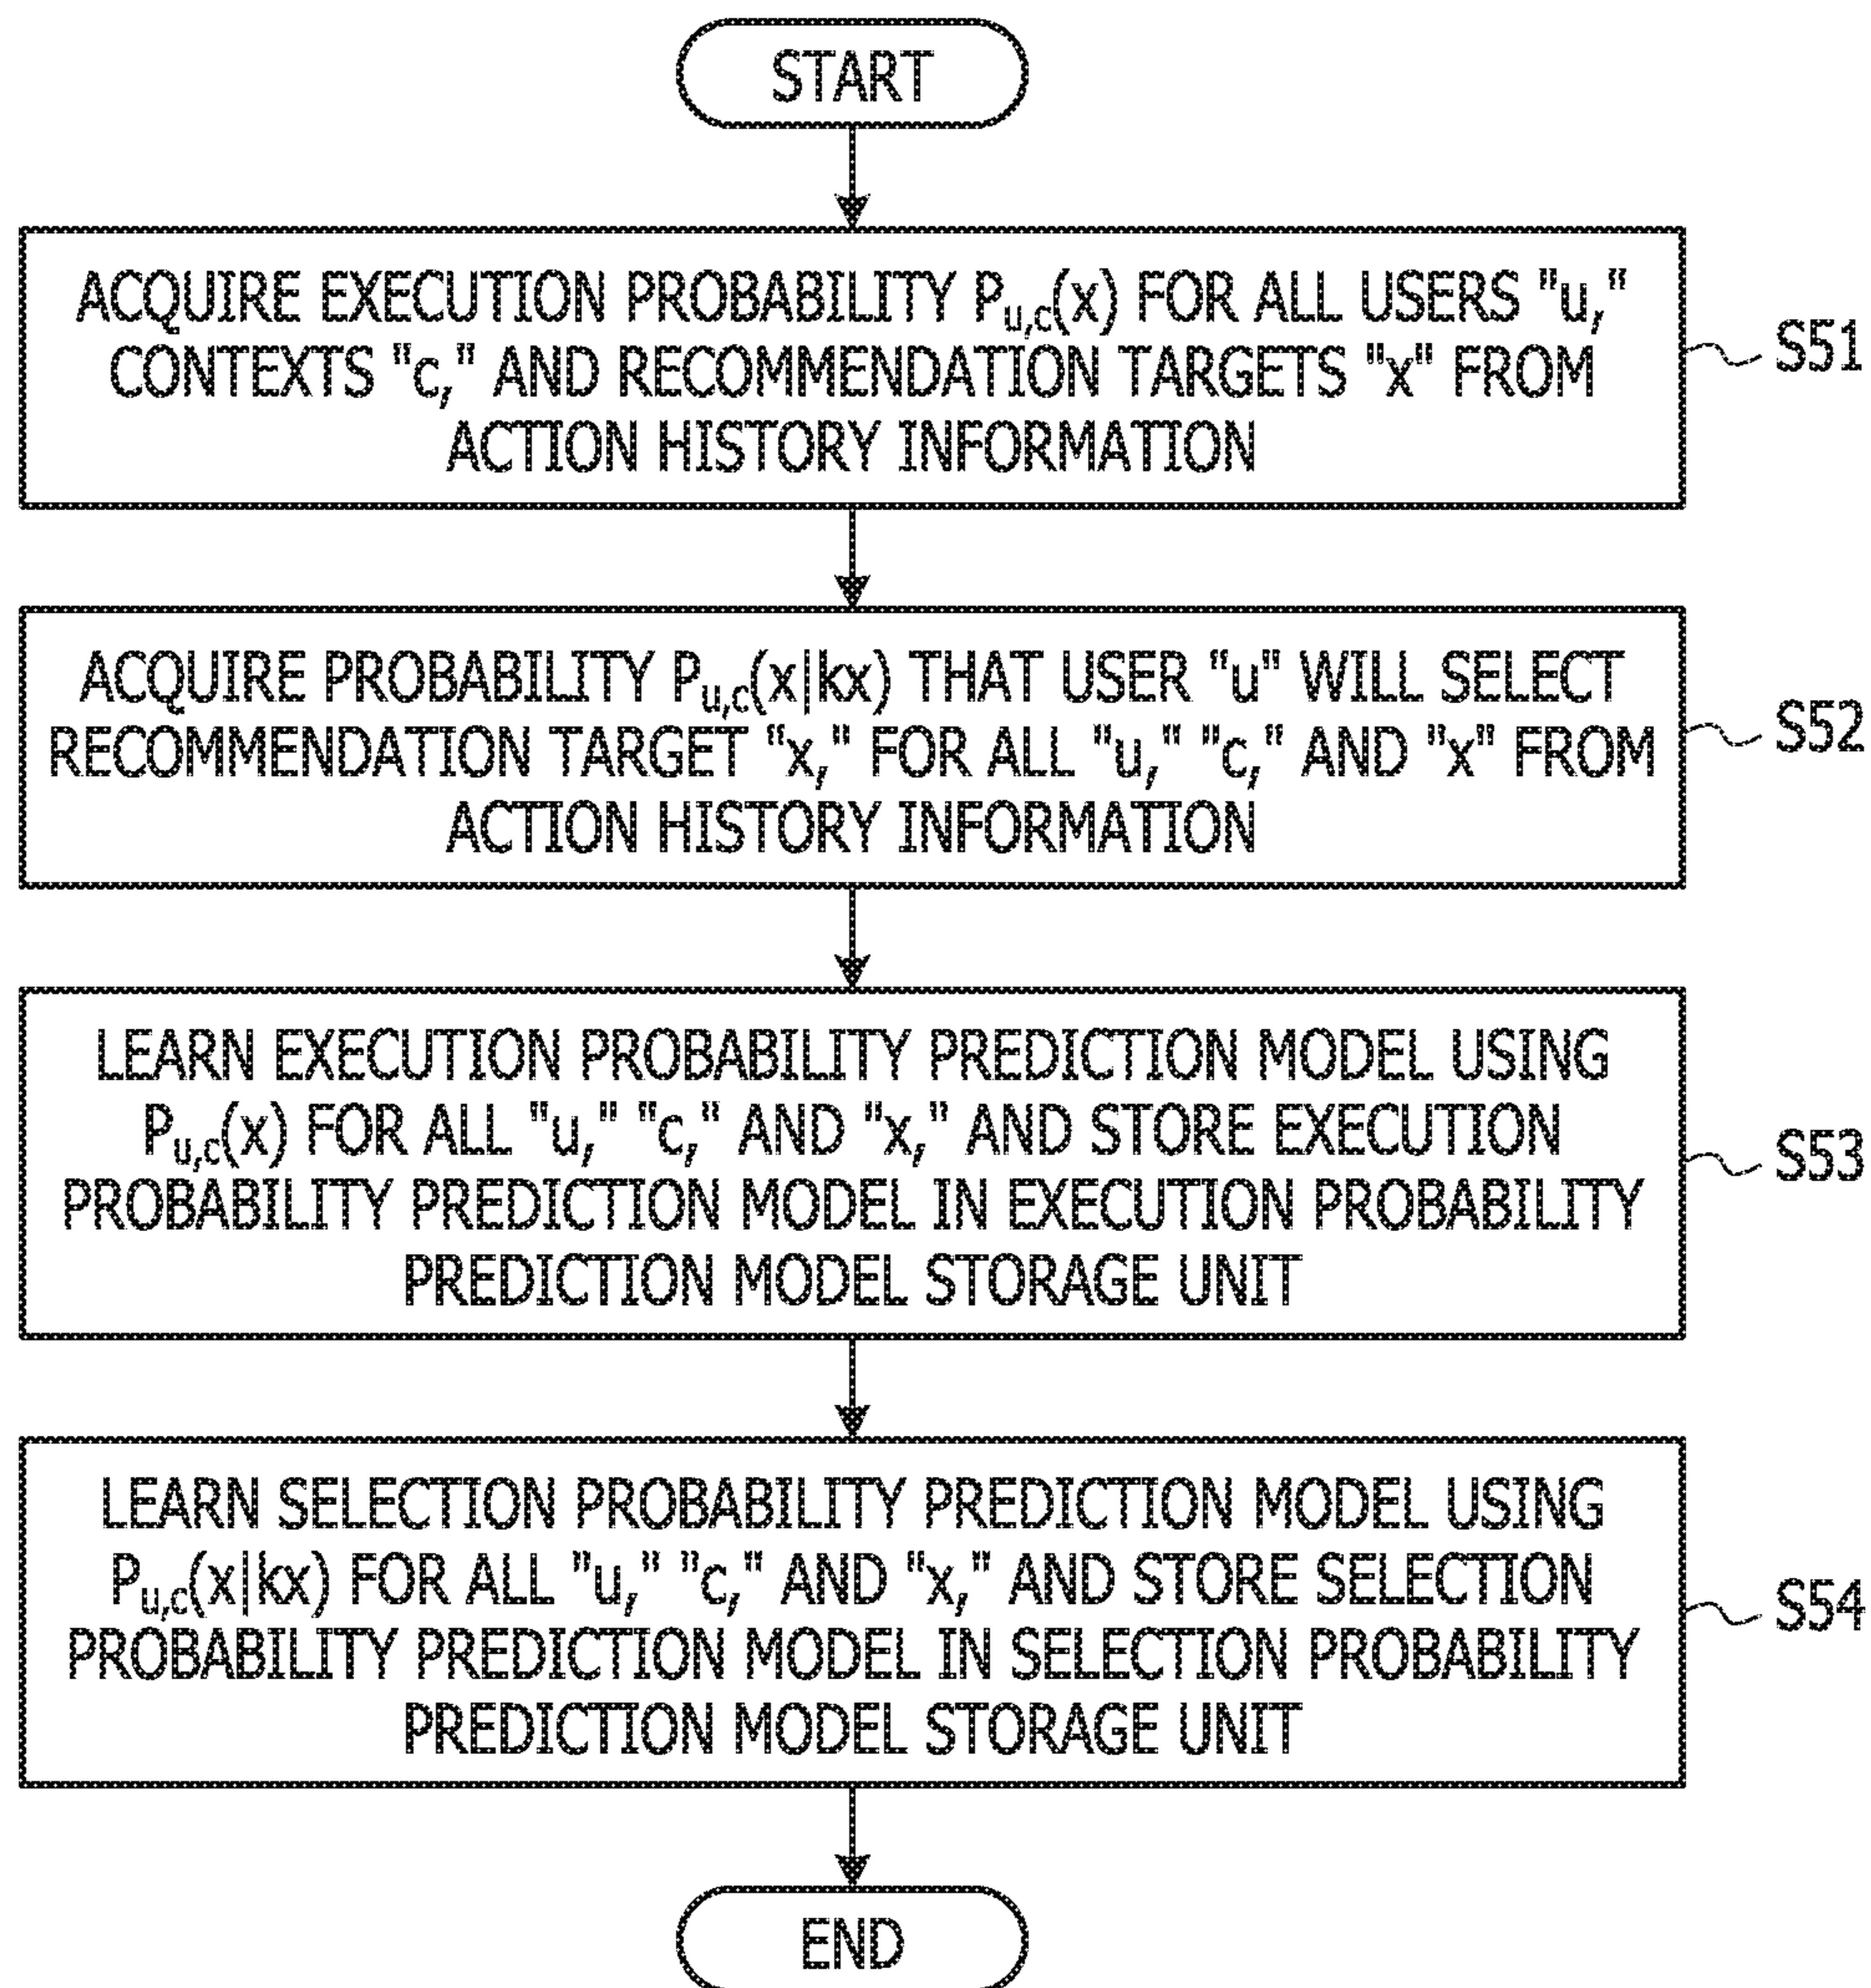 START
ACQUIRE EXECUTION PROBABILITY Pu,c(x) FOR ALL USERS "u,"
CONTEXTS "c," AND RECOMMENDATION TARGETS "x" FROM
ACTION HISTORY INFORMATION
S51
ACQUIRE PROBABILITY Pu,c(x|kx) THAT USER "u" WILL SELECT
RECOMMENDATION TARGET "x," FOR ALL "u," "c," AND "x" FROM
ACTION HISTORY INFORMATION
S52
LEARN EXECUTION PROBABILITY PREDICTION MODEL USING
Pu,c(x) FOR ALL "u," "c," AND "x," AND STORE EXECUTION
PROBABILITY PREDICTION MODEL IN EXECUTION PROBABILITY
PREDICTION MODEL STORAGE UNIT
S53
LEARN SELECTION PROBABILITY PREDICTION MODEL USING
Pu,c(x|kx) FOR ALL "u," "c," AND "x," AND STORE SELECTION
PROBABILITY PREDICTION MODEL IN SELECTION PROBABILITY
PREDICTION MODEL STORAGE UNIT
S54
END